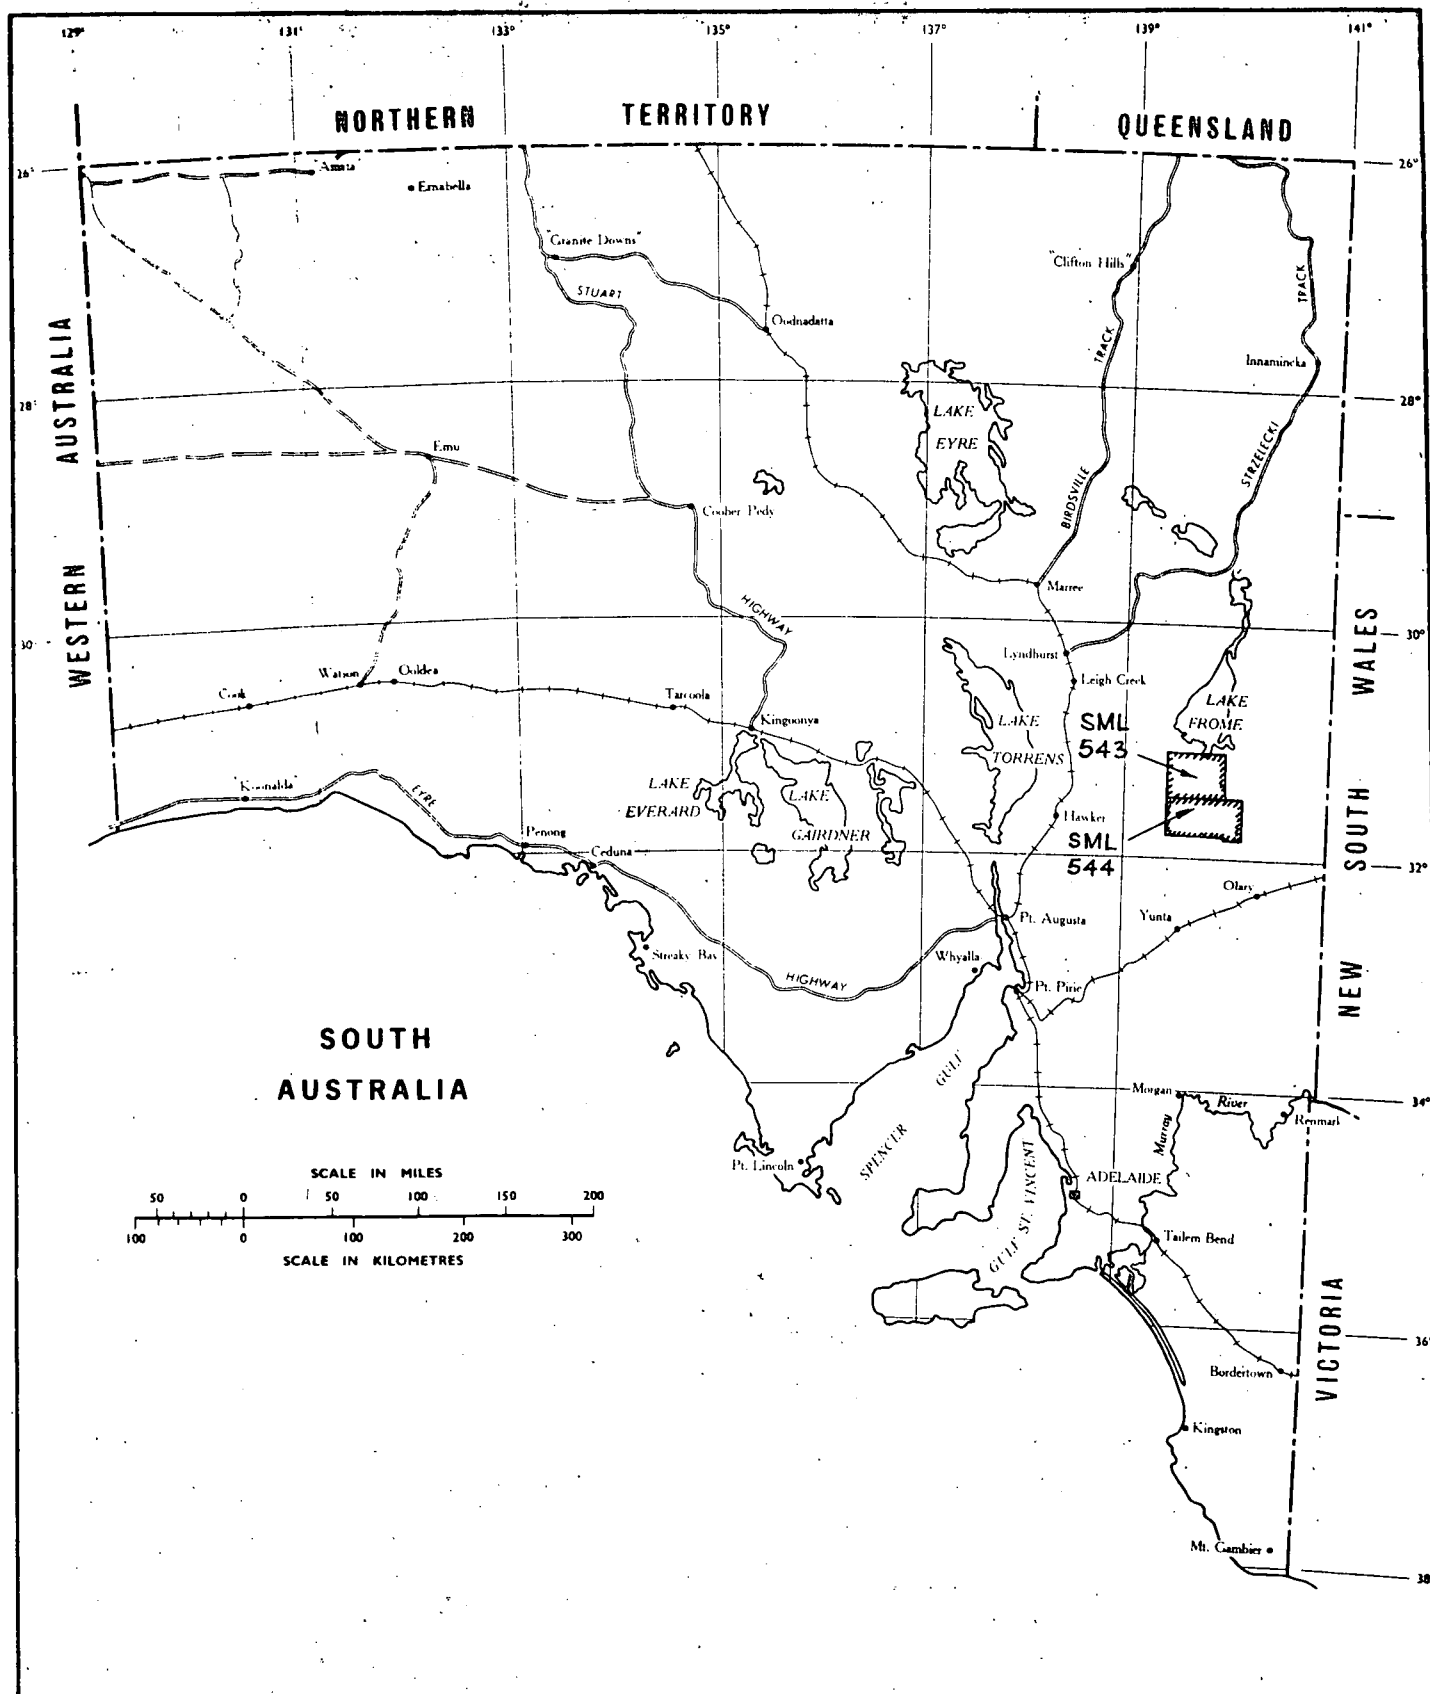 129° 131° 133° 135° 137° 139° 141°
NORTHERN TERRITORY QUEENSLAND
26° 26°
Amata
Ernabella
"Granite Downs"
"Clifton Hills"
STUART
TRACK
Oodnadatta
TRACK
Innamincka
WESTERN AUSTRALIA
28° 28°
LAKE
EYRE
Emu
STRZELECKI
BIRDSVILLE
Coober Pedy
Marree
HIGHWAY
30° 30°
Lyndhurst
Watson Ooldea
Leigh Creek
Cook
Tarcoola
LAKE
FROME
Kingoonya
LAKE
TORRENS
SML
543
NEW SOUTH WALES
"Koonalda"
EYRE
LAKE
EVERARD
LAKE
GAIRDNER
Hawker
Penong
SML
544
Ceduna
32°
Olary
Pt. Augusta
Yunta
Streaky Bay
Whyalla
HIGHWAY
Pt. Pirie
SOUTH
AUSTRALIA
SPENCER GULF
Morgan
River
34°
Renmark
Murray
Pt. Lincoln
GULF ST. VINCENT
ADELAIDE
SCALE IN MILES
50 0 50 100 150 200
100 0 100 200 300
SCALE IN KILOMETRES
Tailem Bend
VICTORIA
36°
Bordertown
Kingston
Mt. Gambier
38°